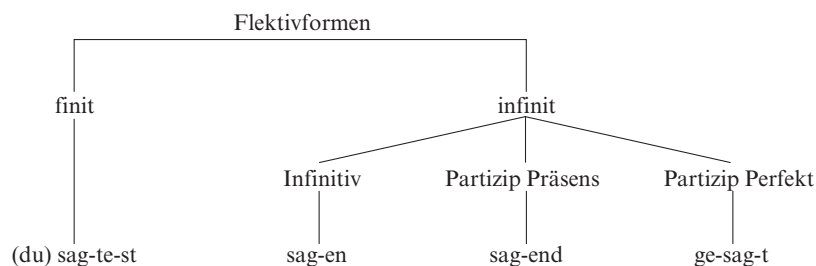 Flektivformen
finit infinit
Infinitiv Partizip Präsens Partizip Perfekt
(du) sag-te-st sag-en sag-end ge-sag-t